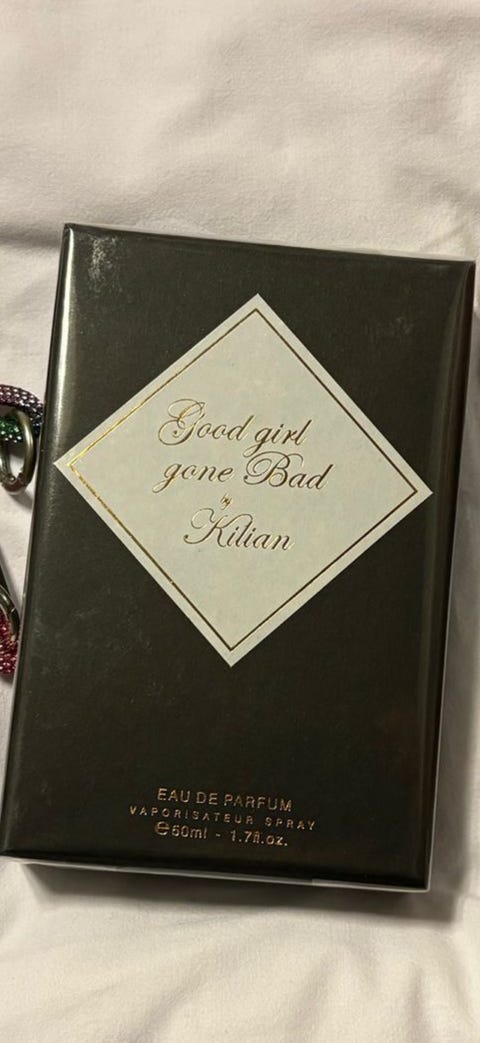 Good girl
gone Bad
by
Kilian
EAU DE PARFUM
VAPORISATEUR SPRAY
℮50ml - 1.7fl.oz.